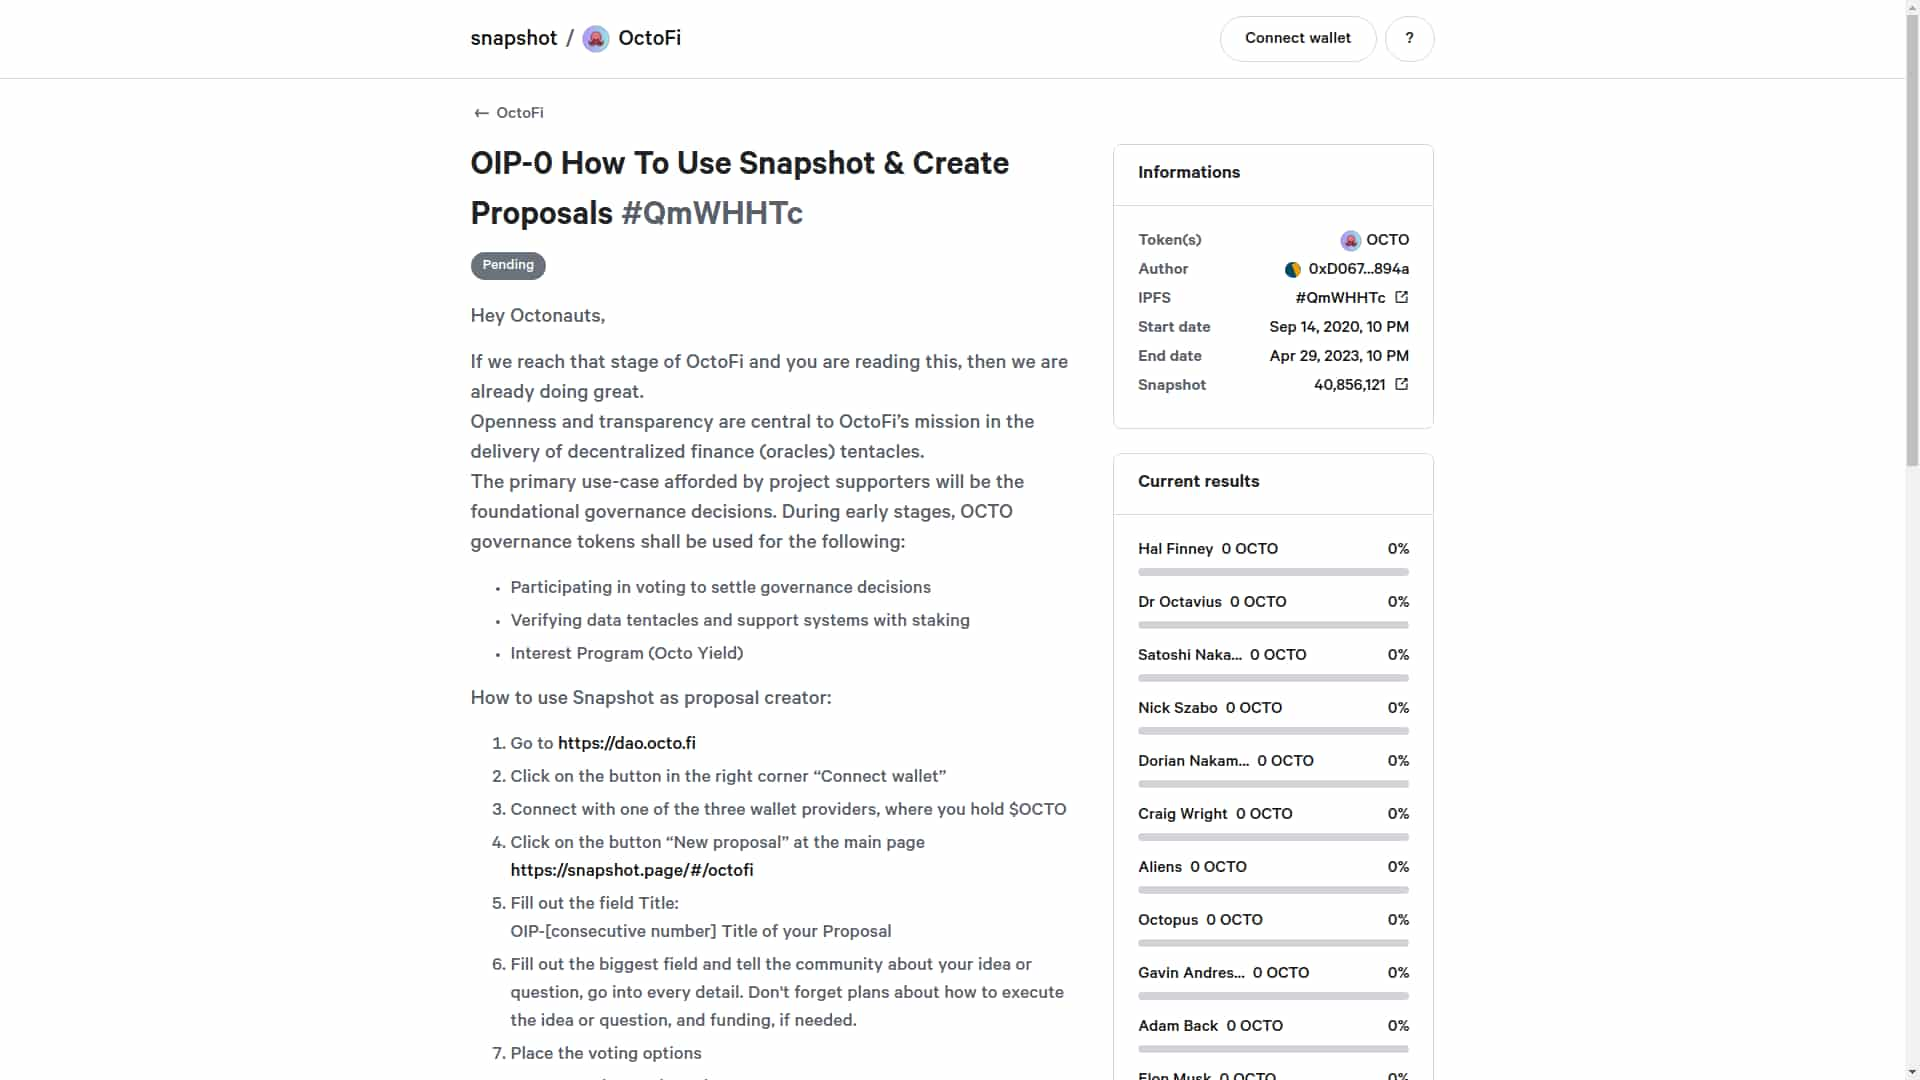 snapshot / OctoFi
Connect wallet
?
← OctoFi
OIP-0 How To Use Snapshot & Create
Proposals #QmWHHTc
Pending
Hey Octonauts,
If we reach that stage of OctoFi and you are reading this, then we are
already doing great.
Openness and transparency are central to OctoFi’s mission in the
delivery of decentralized finance (oracles) tentacles.
The primary use-case afforded by project supporters will be the
foundational governance decisions. During early stages, OCTO
governance tokens shall be used for the following:
• Participating in voting to settle governance decisions
• Verifying data tentacles and support systems with staking
• Interest Program (Octo Yield)
How to use Snapshot as proposal creator:
1. Go to https://dao.octo.fi
2. Click on the button in the right corner “Connect wallet”
3. Connect with one of the three wallet providers, where you hold $OCTO
4. Click on the button “New proposal” at the main page
https://snapshot.page/#/octofi
5. Fill out the field Title:
OIP-[consecutive number] Title of your Proposal
6. Fill out the biggest field and tell the community about your idea or
question, go into every detail. Don't forget plans about how to execute
the idea or question, and funding, if needed.
7. Place the voting options
Informations
Token(s) OCTO
Author 0xD067...894a
IPFS #QmWHHTc
Start date Sep 14, 2020, 10 PM
End date Apr 29, 2023, 10 PM
Snapshot 40,856,121
Current results
Hal Finney 0 OCTO 0%
Dr Octavius 0 OCTO 0%
Satoshi Naka... 0 OCTO 0%
Nick Szabo 0 OCTO 0%
Dorian Nakam... 0 OCTO 0%
Craig Wright 0 OCTO 0%
Aliens 0 OCTO 0%
Octopus 0 OCTO 0%
Gavin Andres... 0 OCTO 0%
Adam Back 0 OCTO 0%
Elon Musk 0 OCTO 0%